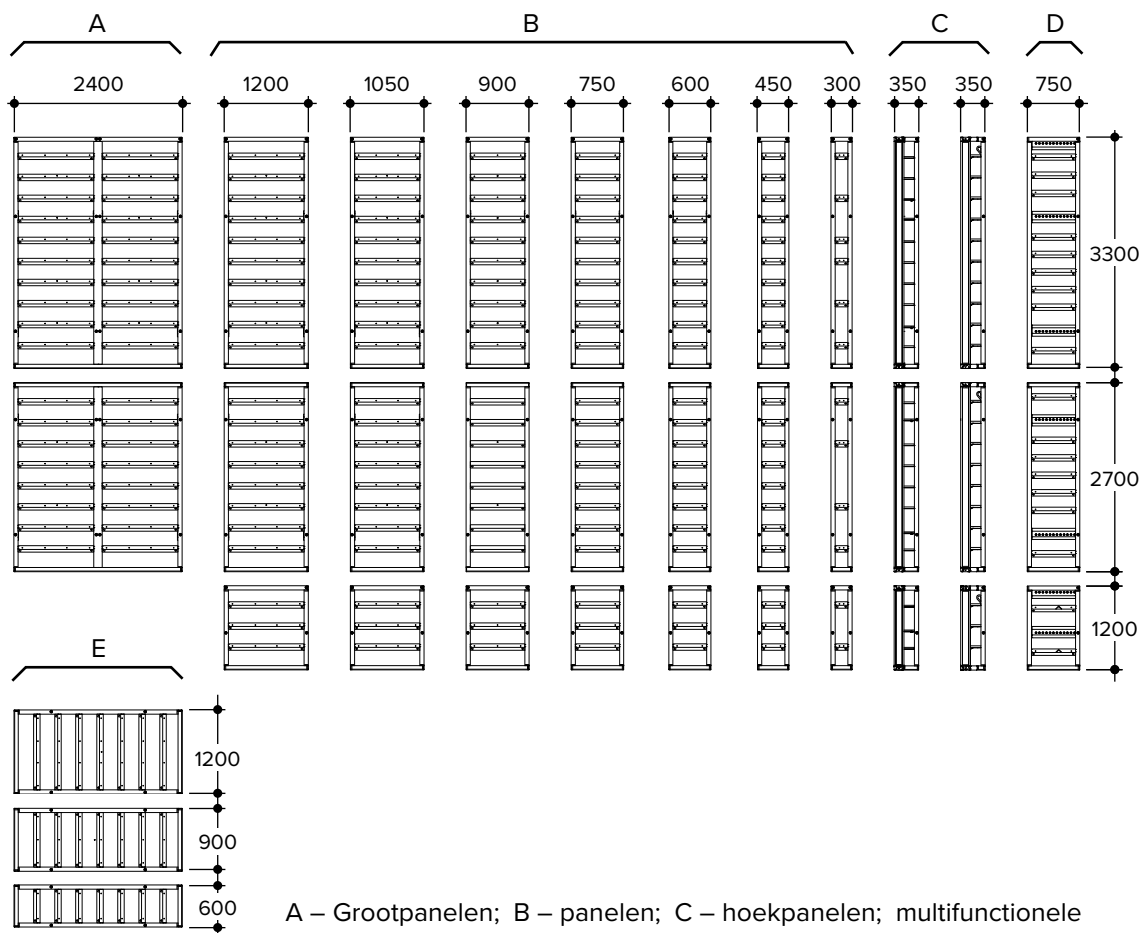 A B C D
2400 1200 1050 900 750 600 450 300 350 350 750
3300
2700
1200
E
1200
900
600
A – Grootpanelen; B – panelen; C – hoekpanelen; multifunctionele